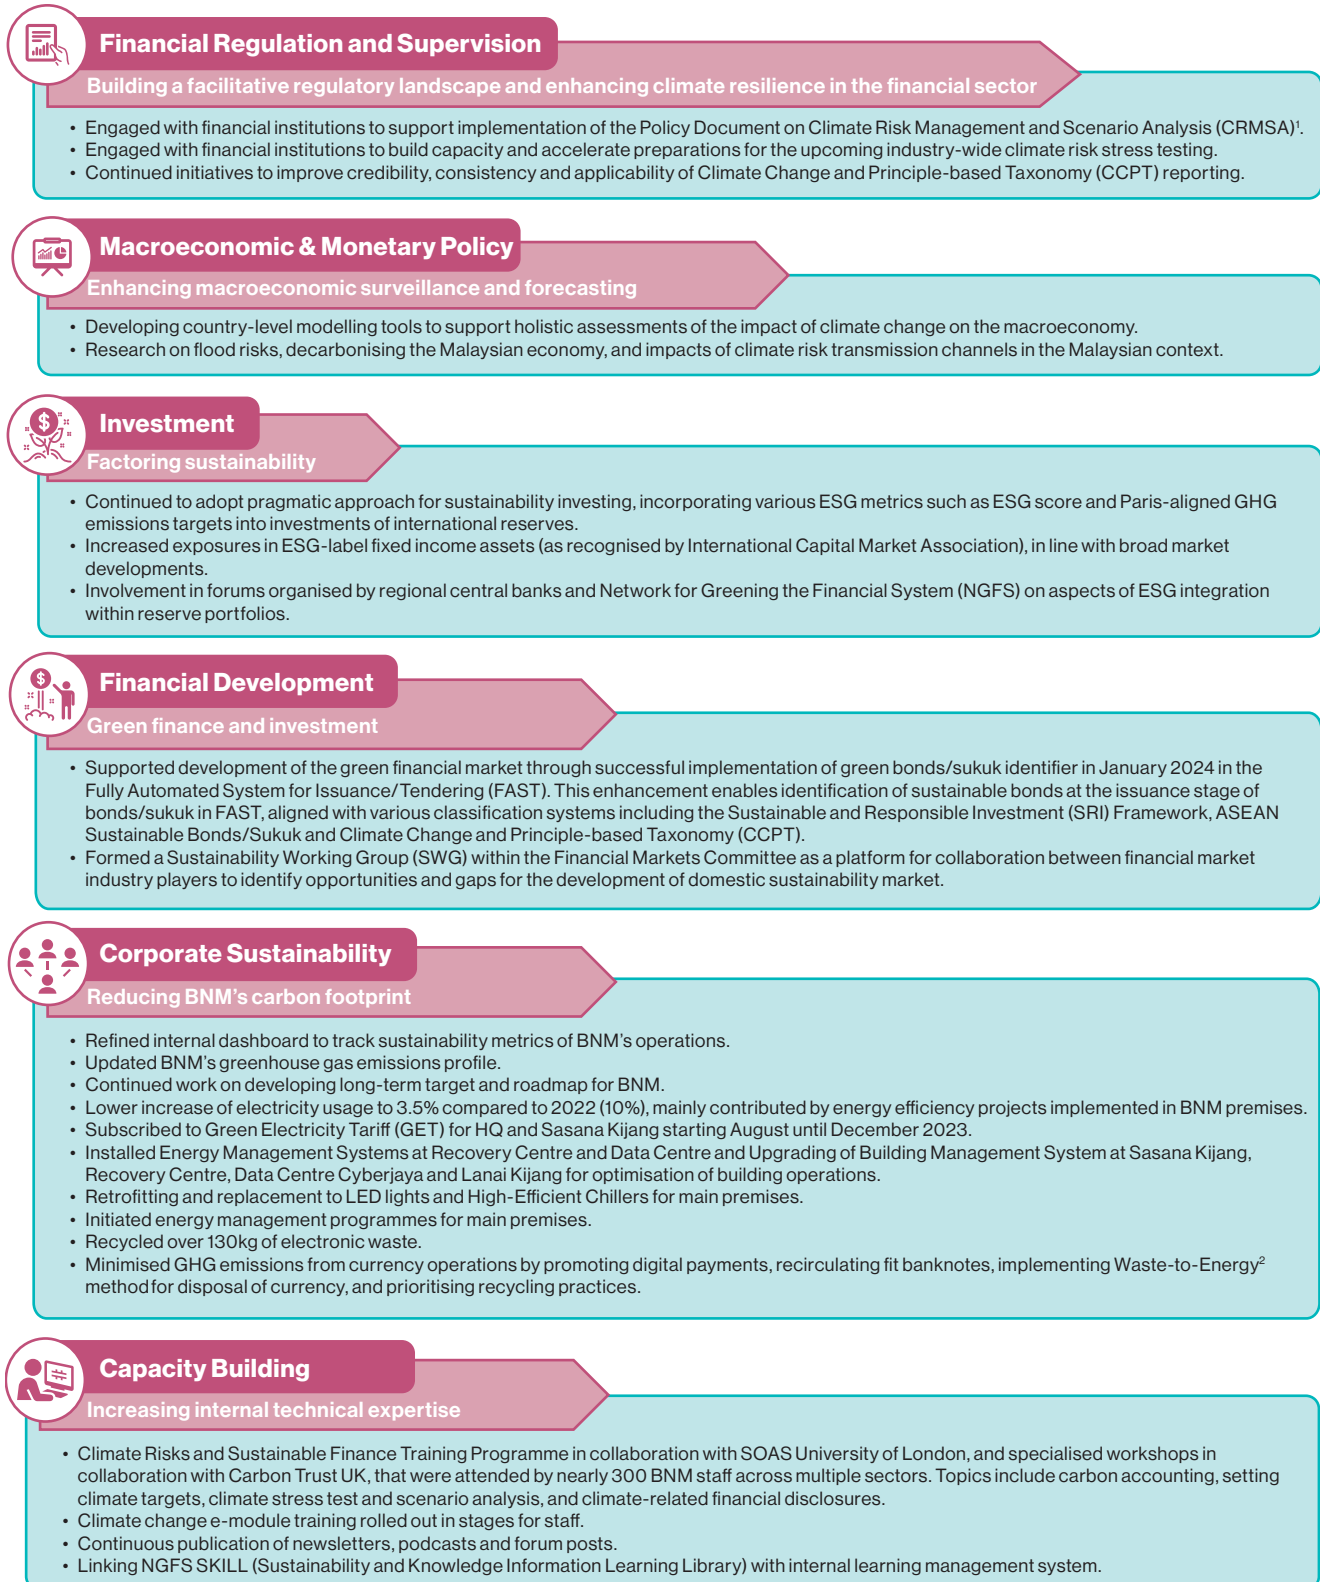 Financial Regulation and Supervision
Building a facilitative regulatory landscape and enhancing climate resilience in the financial sector
• Engaged with financial institutions to support implementation of the Policy Document on Climate Risk Management and Scenario Analysis (CRMSA)¹.
• Engaged with financial institutions to build capacity and accelerate preparations for the upcoming industry-wide climate risk stress testing.
• Continued initiatives to improve credibility, consistency and applicability of Climate Change and Principle-based Taxonomy (CCPT) reporting.
Macroeconomic & Monetary Policy
Enhancing macroeconomic surveillance and forecasting
• Developing country-level modelling tools to support holistic assessments of the impact of climate change on the macroeconomy.
• Research on flood risks, decarbonising the Malaysian economy, and impacts of climate risk transmission channels in the Malaysian context.
Investment
Factoring sustainability
• Continued to adopt pragmatic approach for sustainability investing, incorporating various ESG metrics such as ESG score and Paris-aligned GHG
emissions targets into investments of international reserves.
• Increased exposures in ESG-label fixed income assets (as recognised by International Capital Market Association), in line with broad market
developments.
• Involvement in forums organised by regional central banks and Network for Greening the Financial System (NGFS) on aspects of ESG integration
within reserve portfolios.
Financial Development
Green finance and investment
• Supported development of the green financial market through successful implementation of green bonds/sukuk identifier in January 2024 in the
Fully Automated System for Issuance/Tendering (FAST). This enhancement enables identification of sustainable bonds at the issuance stage of
bonds/sukuk in FAST, aligned with various classification systems including the Sustainable and Responsible Investment (SRI) Framework, ASEAN
Sustainable Bonds/Sukuk and Climate Change and Principle-based Taxonomy (CCPT).
• Formed a Sustainability Working Group (SWG) within the Financial Markets Committee as a platform for collaboration between financial market
industry players to identify opportunities and gaps for the development of domestic sustainability market.
Corporate Sustainability
Reducing BNM's carbon footprint
• Refined internal dashboard to track sustainability metrics of BNM's operations.
• Updated BNM's greenhouse gas emissions profile.
• Continued work on developing long-term target and roadmap for BNM.
• Lower increase of electricity usage to 3.5% compared to 2022 (10%), mainly contributed by energy efficiency projects implemented in BNM premises.
• Subscribed to Green Electricity Tariff (GET) for HQ and Sasana Kijang starting August until December 2023.
• Installed Energy Management Systems at Recovery Centre and Data Centre and Upgrading of Building Management System at Sasana Kijang,
Recovery Centre, Data Centre Cyberjaya and Lanai Kijang for optimisation of building operations.
• Retrofitting and replacement to LED lights and High-Efficient Chillers for main premises.
• Initiated energy management programmes for main premises.
• Recycled over 130kg of electronic waste.
• Minimised GHG emissions from currency operations by promoting digital payments, recirculating fit banknotes, implementing Waste-to-Energy²
method for disposal of currency, and prioritising recycling practices.
Capacity Building
Increasing internal technical expertise
• Climate Risks and Sustainable Finance Training Programme in collaboration with SOAS University of London, and specialised workshops in
collaboration with Carbon Trust UK, that were attended by nearly 300 BNM staff across multiple sectors. Topics include carbon accounting, setting
climate targets, climate stress test and scenario analysis, and climate-related financial disclosures.
• Climate change e-module training rolled out in stages for staff.
• Continuous publication of newsletters, podcasts and forum posts.
• Linking NGFS SKILL (Sustainability and Knowledge Information Learning Library) with internal learning management system.